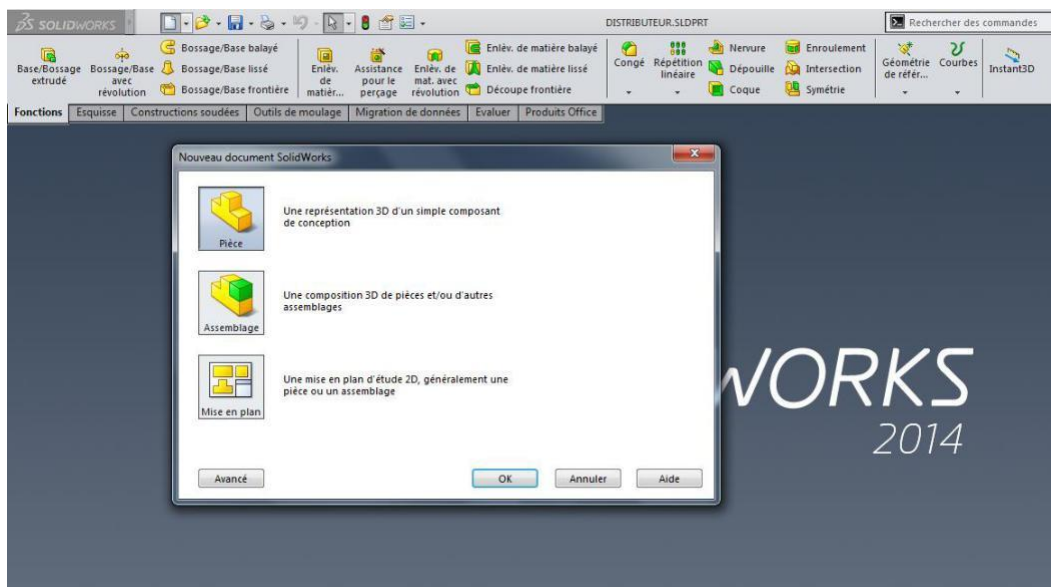 SOLIDWORKS
DISTRIBUTEUR.SLDPRT
Rechercher des commandes
Base/Bossage
extrudé
Bossage/Base
avec
révolution
Bossage/Base balayé
Bossage/Base lissé
Bossage/Base frontière
Enlèv.
de
matièr...
Assistance
pour le
perçage
Enlèv. de
mat. avec
révolution
Enlèv. de matière balayé
Enlèv. de matière lissé
Découpe frontière
Congé
Répétition
linéaire
Nervure
Dépouille
Coque
Enroulement
Intersection
Symétrie
Géométrie
de référ...
Courbes
Instant3D
Fonctions Esquisse Constructions soudées Outils de moulage Migration de données Evaluer Produits Office
Nouveau document SolidWorks
Une représentation 3D d'un simple composant
de conception
Pièce
Une composition 3D de pièces et/ou d'autres
assemblages
Assemblage
Une mise en plan d'étude 2D, généralement une
pièce ou un assemblage
Mise en plan
Avancé OK Annuler Aide
WORKS
2014